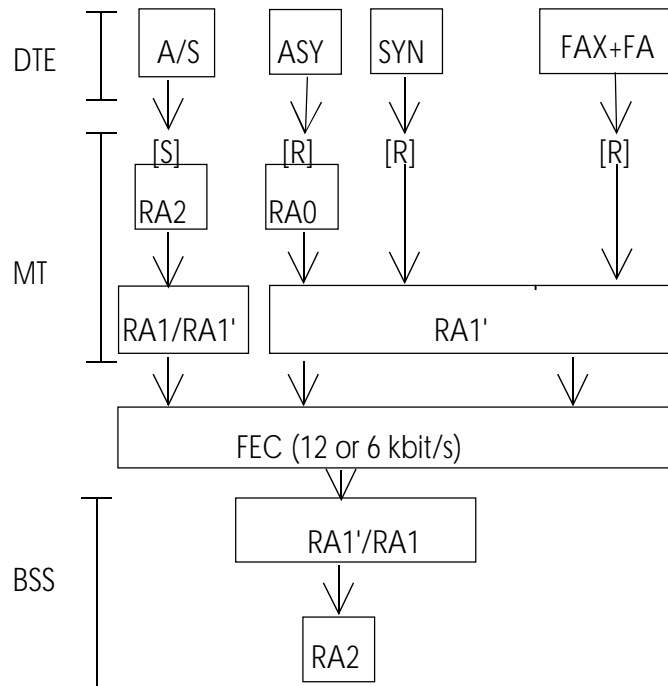 DTE A/S ASY SYN FAX+FA
[S] [R] [R] [R]
RA2 RA0
MT
RA1/RA1' RA1'
FEC (12 or 6 kbit/s)
RA1'/RA1
BSS
RA2